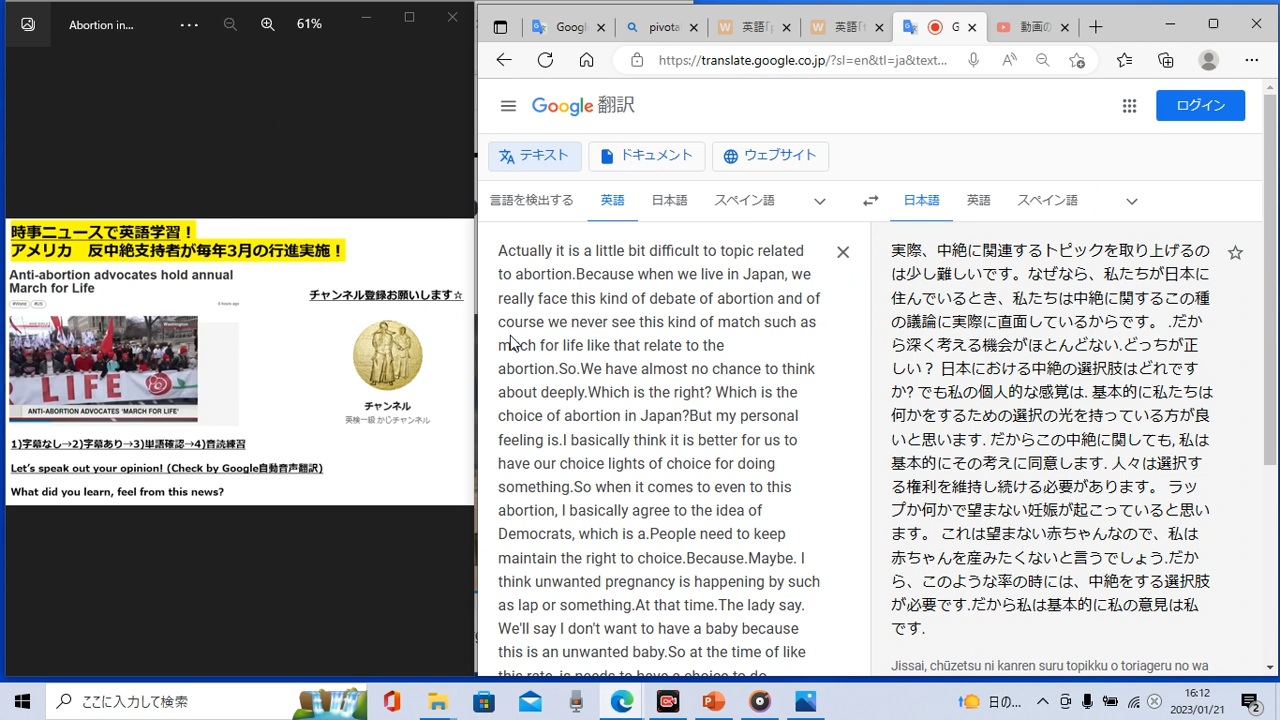 Abortion in...
61%
Googl
pivota
英語「p
英語「t
G
動画の
https://translate.google.co.jp/?sl=en&tl=ja&text...
Google 翻訳
ログイン
テキスト
ドキュメント
ウェブサイト
言語を検出する
英語
日本語
スペイン語
日本語
英語
スペイン語
時事ニュースで英語学習！
アメリカ 反中絶支持者が毎年3月の行進実施！
Anti-abortion advocates hold annual
March for Life
#World
#US
チャンネル登録お願いします☆
Washington
LIFE
ANTI-ABORTION ADVOCATES 'MARCH FOR LIFE'
チャンネル
英検一級 かじチャンネル
1)字幕なし→2)字幕あり→3)単語確認→4)音読練習
Let's speak out your opinion! (Check by Google自動音声翻訳)
What did you learn, feel from this news?
Actually it is a little bit difficult to topic related
to abortion.Because when we live in Japan, we
really face this kind of debate of abortion and of
course we never see this kind of match such as
much for life like that relate to the
abortion.So.We have almost no chance to think
about deeply.Which is the right? Which is the
choice of abortion in Japan?But my personal
feeling is.I basically think it is better for us to
have our choice lights of choice for doing
something.So when it comes to even to this
abortion, I basically agree to the idea of
Democrats, which is a.People need to keep
maintain the right to choice.Because.Maybe. I
think unwanted pregnancy is happening by such
as lap or something.At that time.The lady say.
We'll say I don't want to have a baby because
this is an unwanted baby.So at the time of like
this rate, is needs to have a choice to do
実際、中絶に関連するトピックを取り上げるの
は少し難しいです。なぜなら、私たちが日本に
住んでいるとき、私たちは中絶に関するこの種
の議論に実際に直面しているからです。 .だか
ら深く考える機会がほとんどない.どっちが正
しい？ 日本における中絶の選択肢はどれです
か? でも私の個人的な感覚は. 基本的に私たちは
何かをするための選択の光を持っている方が良
いと思います. だからこの中絶に関しても, 私は
基本的にその考えに同意します. 人々は選択す
る権利を維持し続ける必要があります。 ラッ
プか何かで望まない妊娠が起こっていると思い
ます。 これは望まない赤ちゃんなので、私は
赤ちゃんを産みたくないと言うでしょう.だか
ら、このような率の時には、中絶をする選択肢
が必要です.だから私は基本的に私の意見は私
です.
Jissai, chūzetsu ni kanren suru topikku o toriageru no wa
ここに入力して検索
日の...
6:12
2023/01/21
2